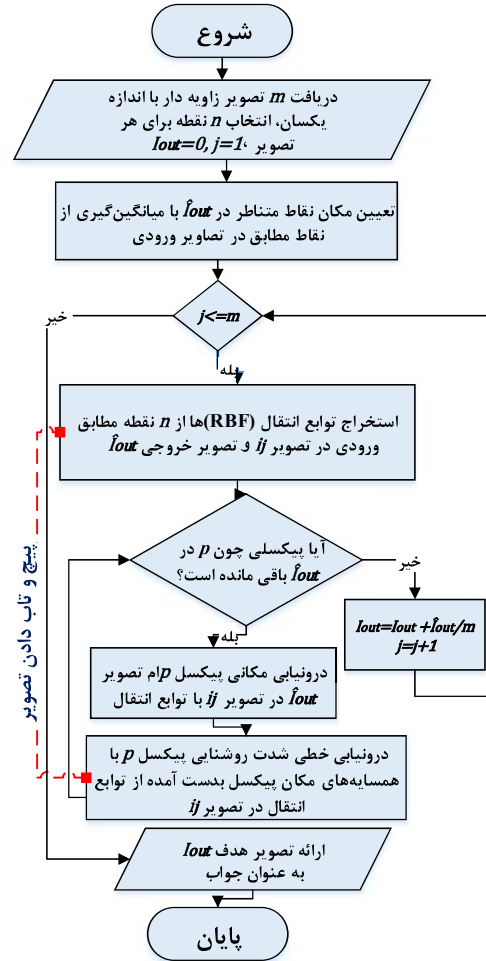 شروع
دریافت m تصویر زاویه دار با اندازه
یکسان، انتخاب n نقطه برای هر
تصویر ،Iout=0, j=1
تعیین مکان نقاط متناظر در Îout با میانگین‌گیری از
نقاط مطابق در تصاویر ورودی
j<=m
خیر
بله
استخراج توابع انتقال (RBF)ها از n نقطه مطابق
ورودی در تصویر ij و تصویر خروجی Îout
آیا پیکسلی چون p در
Îout باقی مانده است؟
خیر
Iout=Iout +Îout/m
j=j+1
بله
درونیابی مکانی پیکسل pام تصویر
Îout در تصویر ij با توابع انتقال
درونیابی خطی شدت روشنایی پیکسل p با
همسایه‌های مکان پیکسل بدست آمده از توابع
انتقال در تصویر ij
پیچ و تاب دادن تصویر
ارائه تصویر هدف Iout
به عنوان جواب
پایان